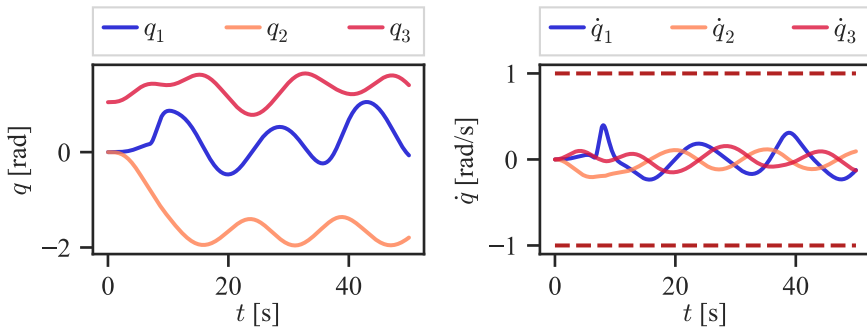 q₁ q₂ q₃
q [rad]
0
−2
0 20 40
t [s]
q̇₁ q̇₂ q̇₃
q̇ [rad/s]
1
0
−1
0 20 40
t [s]